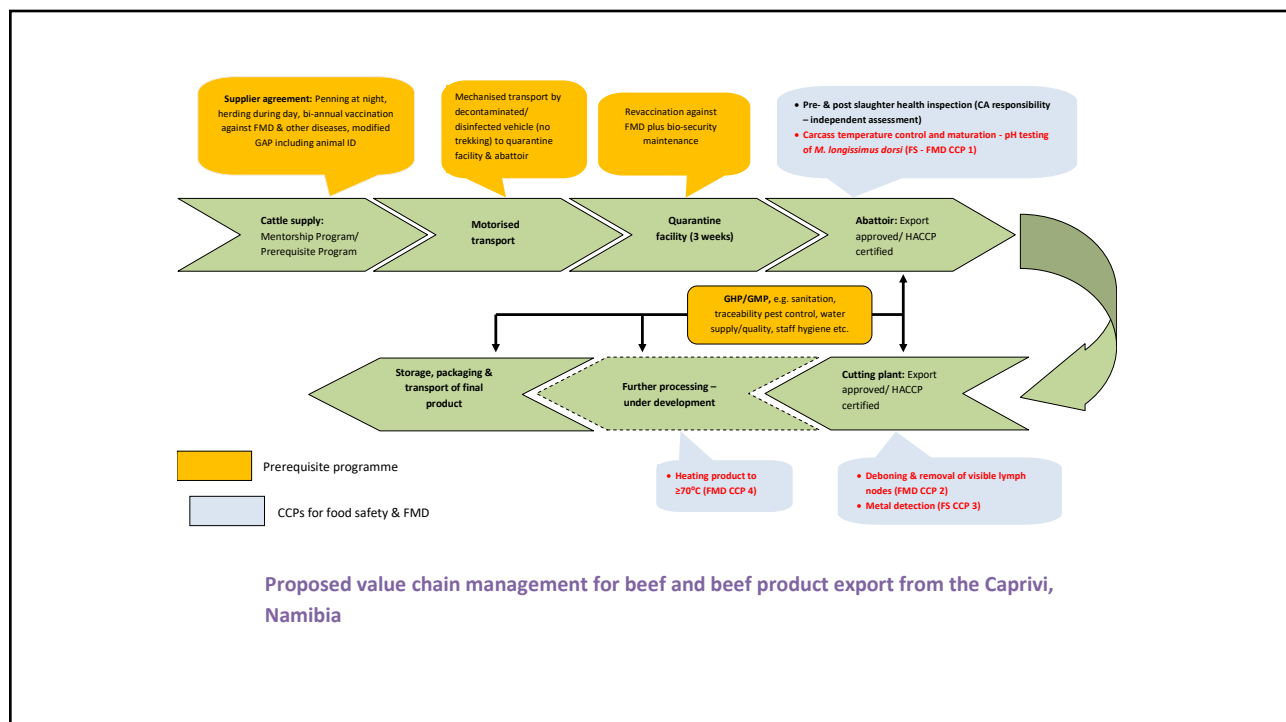 Supplier agreement: Penning at night,
herding during day, bi-annual vaccination
against FMD & other diseases, modified
GAP including animal ID
Mechanised transport by
decontaminated/
disinfected vehicle (no
trekking) to quarantine
facility & abattoir
Revaccination against
FMD plus bio-security
maintenance
• Pre- & post slaughter health inspection (CA responsibility
– independent assessment)
• Carcass temperature control and maturation - pH testing
of M. longissimus dorsi (FS - FMD CCP 1)
Cattle supply:
Mentorship Program/
Prerequisite Program
Motorised
transport
Quarantine
facility (3 weeks)
Abattoir: Export
approved/ HACCP
certified
GHP/GMP, e.g. sanitation,
traceability pest control, water
supply/quality, staff hygiene etc.
Storage, packaging &
transport of final
product
Further processing –
under development
Cutting plant: Export
approved/ HACCP
certified
Prerequisite programme
CCPs for food safety & FMD
• Heating product to
≥70°C (FMD CCP 4)
• Deboning & removal of visible lymph
nodes (FMD CCP 2)
• Metal detection (FS CCP 3)
Proposed value chain management for beef and beef product export from the Caprivi,
Namibia